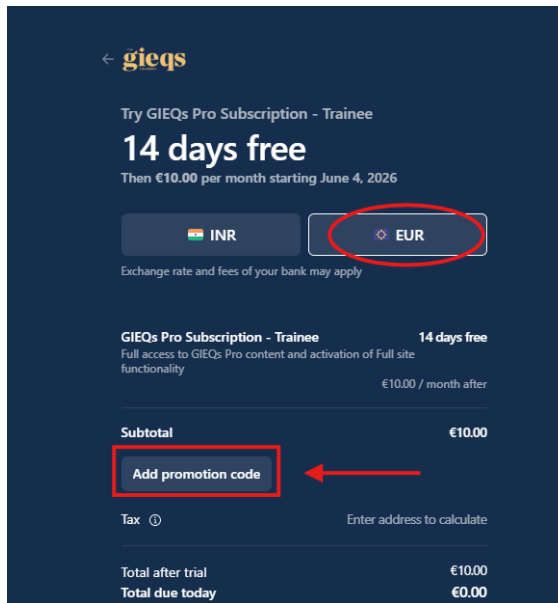 gieqs
Try GIEQs Pro Subscription - Trainee
14 days free
Then €10.00 per month starting June 4, 2026
INR
EUR
Exchange rate and fees of your bank may apply
GIEQs Pro Subscription - Trainee 14 days free
Full access to GIEQs Pro content and activation of Full site
functionality
€10.00 / month after
Subtotal €10.00
Add promotion code
Tax Enter address to calculate
Total after trial €10.00
Total due today €0.00